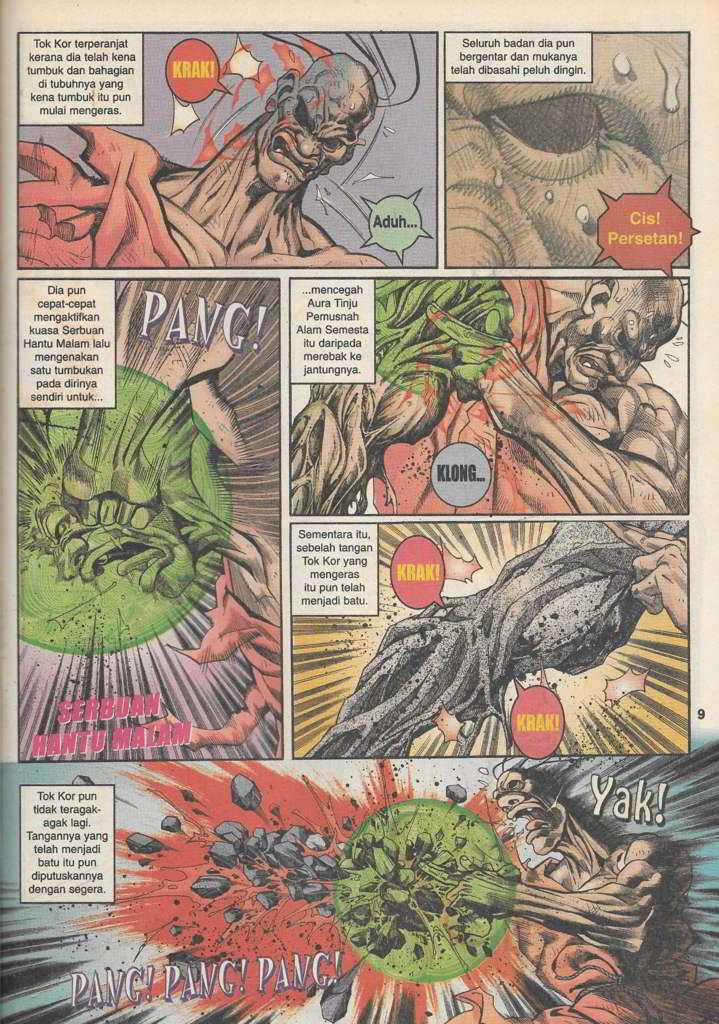 Tok Kor terperanjat
kerana dia telah kena
tumbuk dan bahagian
di tubuhnya yang
kena tumbuk itu pun
mulai mengeras.
KRAK!
Aduh...
Seluruh badan dia pun
bergentar dan mukanya
telah dibasahi peluh dingin.
Cis!
Persetan!
Dia pun
cepat-cepat
mengaktifkan
kuasa Serbuan
Hantu Malam lalu
mengenakan
satu tumbukan
pada dirinya
sendiri untuk...
PANG!
SERBUAN
HANTU MALAM
...mencegah
Aura Tinju
Pemusnah
Alam Semesta
itu daripada
merebak ke
jantungnya.
KLONG...
Sementara itu,
sebelah tangan
Tok Kor yang
mengeras
itu pun telah
menjadi batu.
KRAK!
KRAK!
9
Tok Kor pun
tidak teragak-
agak lagi.
Tangannya yang
telah menjadi
batu itu pun
diputuskannya
dengan segera.
Yak!
PANG! PANG! PANG!